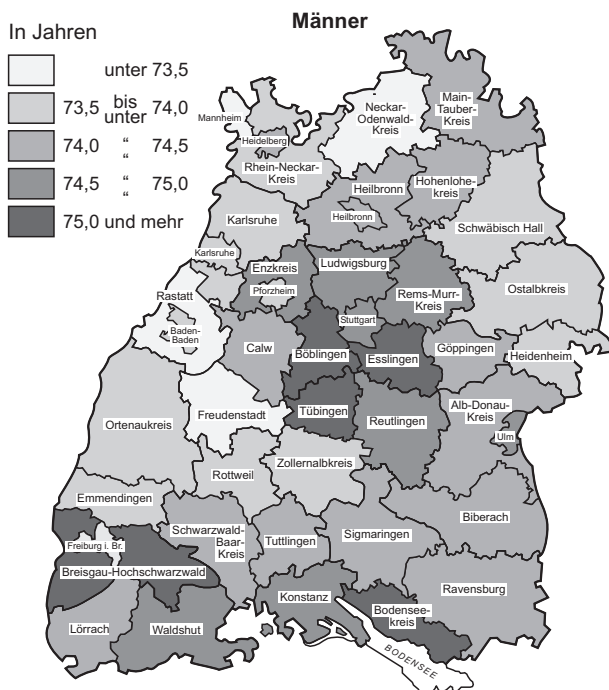 Männer
In Jahren
unter 73,5
73,5 bis unter 74,0
74,0 “ “ 74,5
74,5 “ “ 75,0
75,0 und mehr
Main-
Tauber-
Kreis
Neckar-
Odenwald-
Kreis
Mannheim
Heidelberg
Rhein-Neckar-
Kreis
Heilbronn
Hohenlohe-
kreis
Heilbronn
Schwäbisch Hall
Karlsruhe
Karlsruhe
Enzkreis
Ludwigsburg
Pforzheim
Rems-Murr-
Kreis
Ostalbkreis
Rastatt
Baden-
Baden
Stuttgart
Calw
Böblingen
Esslingen
Göppingen
Heidenheim
Freudenstadt
Tübingen
Reutlingen
Alb-Donau-
Kreis
Ulm
Ortenaukreis
Rottweil
Zollernalbkreis
Emmendingen
Biberach
Schwarzwald-
Baar-
Kreis
Tuttlingen
Sigmaringen
Freiburg i. Br.
Breisgau-Hochschwarzwald
Konstanz
Ravensburg
Bodensee-
kreis
Lörrach
Waldshut
BODENSEE